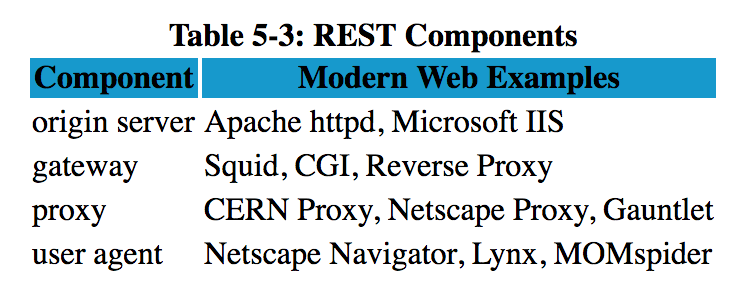 Table 5-3: REST Components
Component Modern Web Examples
origin server Apache httpd, Microsoft IIS
gateway Squid, CGI, Reverse Proxy
proxy CERN Proxy, Netscape Proxy, Gauntlet
user agent Netscape Navigator, Lynx, MOMspider